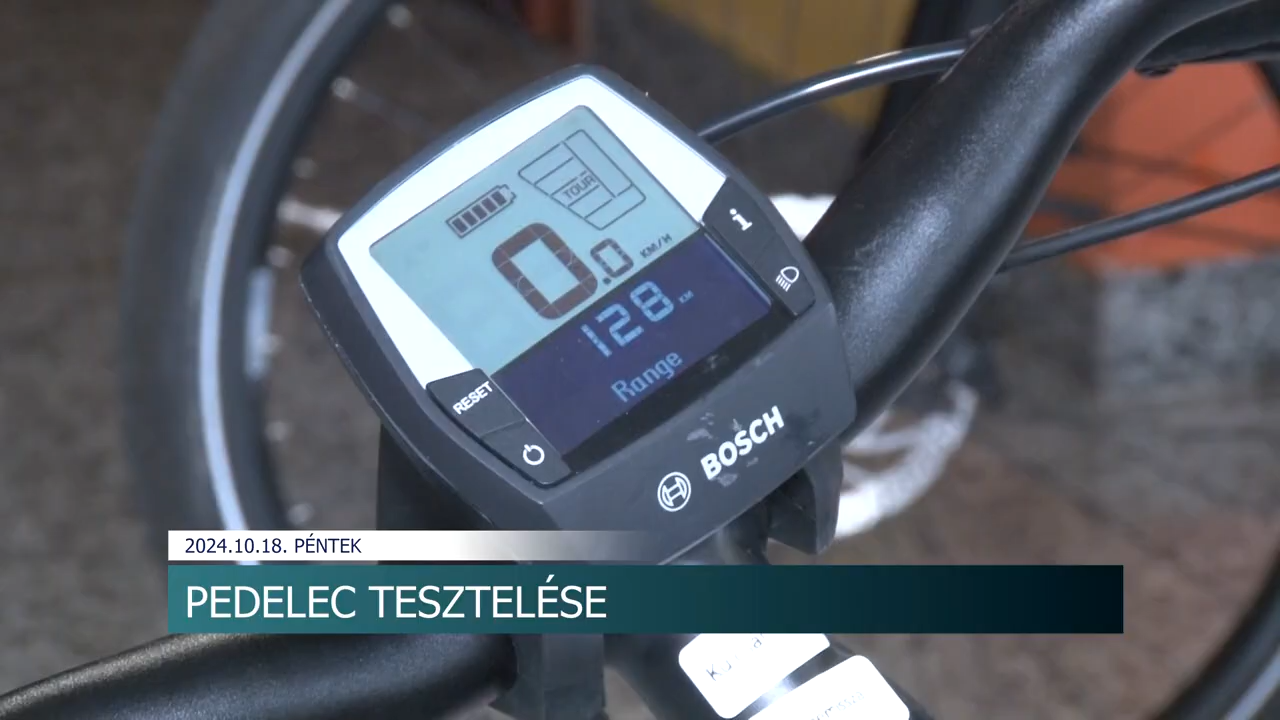 TOUR
0.0 KM/H
128 KM
Range
i
RESET
BOSCH
2024.10.18. PÉNTEK
PEDELEC TESZTELÉSE